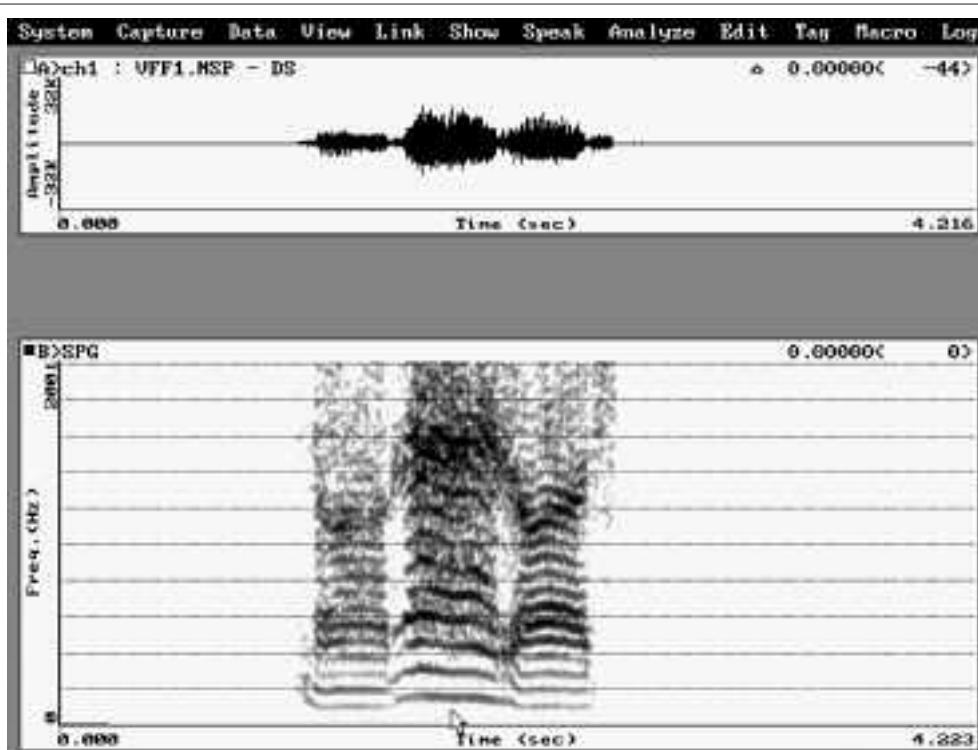 System Capture Data View Link Show Speak Analyze Edit Tag Macro Log
A>ch1 : VFF1.NSP - DS 0.00000< -44>
Amplitude
-32K 32K
0.000 Time (sec) 4.216
B>SPG 0.00000< 0>
Freq.(Hz)
0 2001
0.000 Time (sec) 4.223